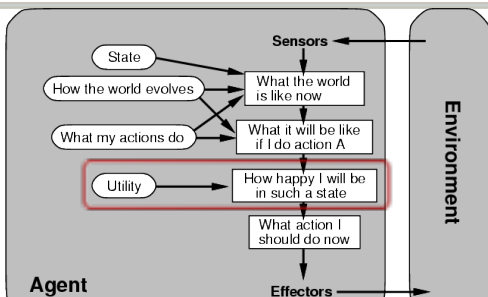 Sensors
State
What the world
is like now
How the world evolves
What my actions do
What it will be like
if I do action A
Utility
How happy I will be
in such a state
What action I
should do now
Agent
Effectors
Environment